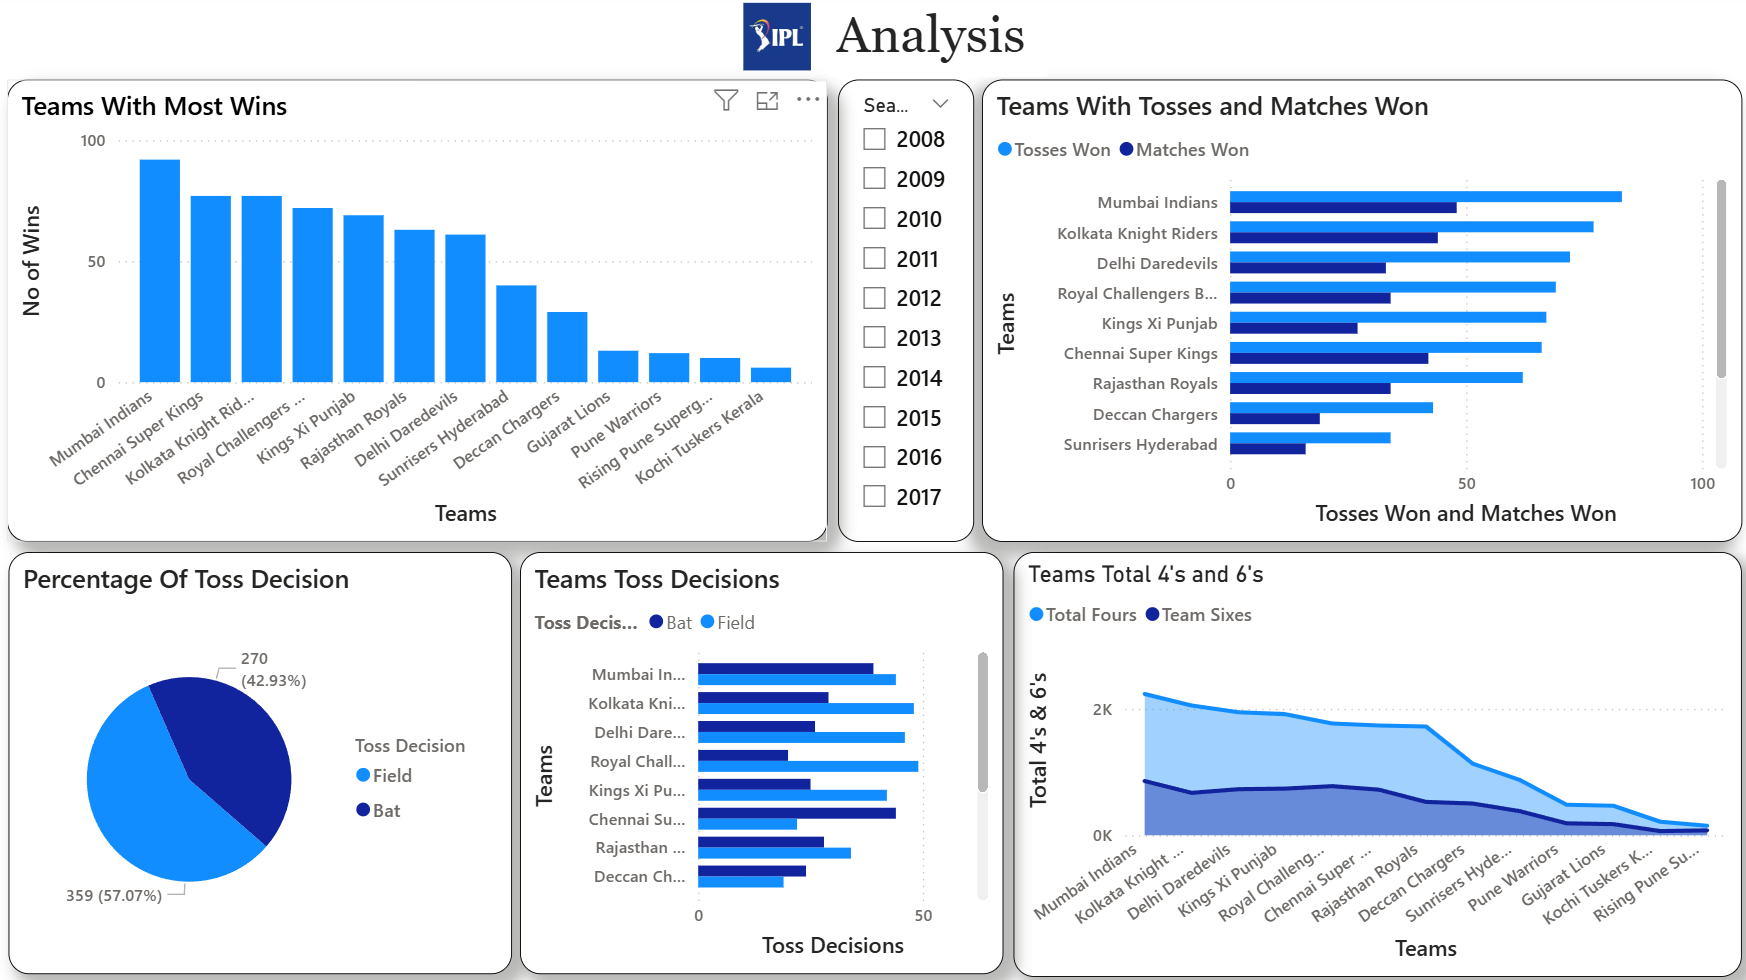 IPL
Analysis
Teams With Most Wins
100
50
0
No of Wins
Mumbai Indians
Chennai Super Kings
Kolkata Knight Rid...
Royal Challengers ...
Kings Xi Punjab
Rajasthan Royals
Delhi Daredevils
Sunrisers Hyderabad
Deccan Chargers
Gujarat Lions
Pune Warriors
Rising Pune Superg...
Kochi Tuskers Kerala
Teams
Sea...
2008
2009
2010
2011
2012
2013
2014
2015
2016
2017
Teams With Tosses and Matches Won
Tosses Won Matches Won
Teams
Mumbai Indians
Kolkata Knight Riders
Delhi Daredevils
Royal Challengers B...
Kings Xi Punjab
Chennai Super Kings
Rajasthan Royals
Deccan Chargers
Sunrisers Hyderabad
0 50 100
Tosses Won and Matches Won
Percentage Of Toss Decision
270
(42.93%)
359 (57.07%)
Toss Decision
Field
Bat
Teams Toss Decisions
Toss Decis... Bat Field
Teams
Mumbai In...
Kolkata Kni...
Delhi Dare...
Royal Chall...
Kings Xi Pu...
Chennai Su...
Rajasthan ...
Deccan Ch...
0 50
Toss Decisions
Teams Total 4's and 6's
Total Fours Team Sixes
Total 4's & 6's
2K
0K
Mumbai Indians
Kolkata Knight ...
Delhi Daredevils
Kings Xi Punjab
Royal Challeng...
Chennai Super ...
Rajasthan Royals
Deccan Chargers
Sunrisers Hyde...
Pune Warriors
Gujarat Lions
Kochi Tuskers K...
Rising Pune Su...
Teams